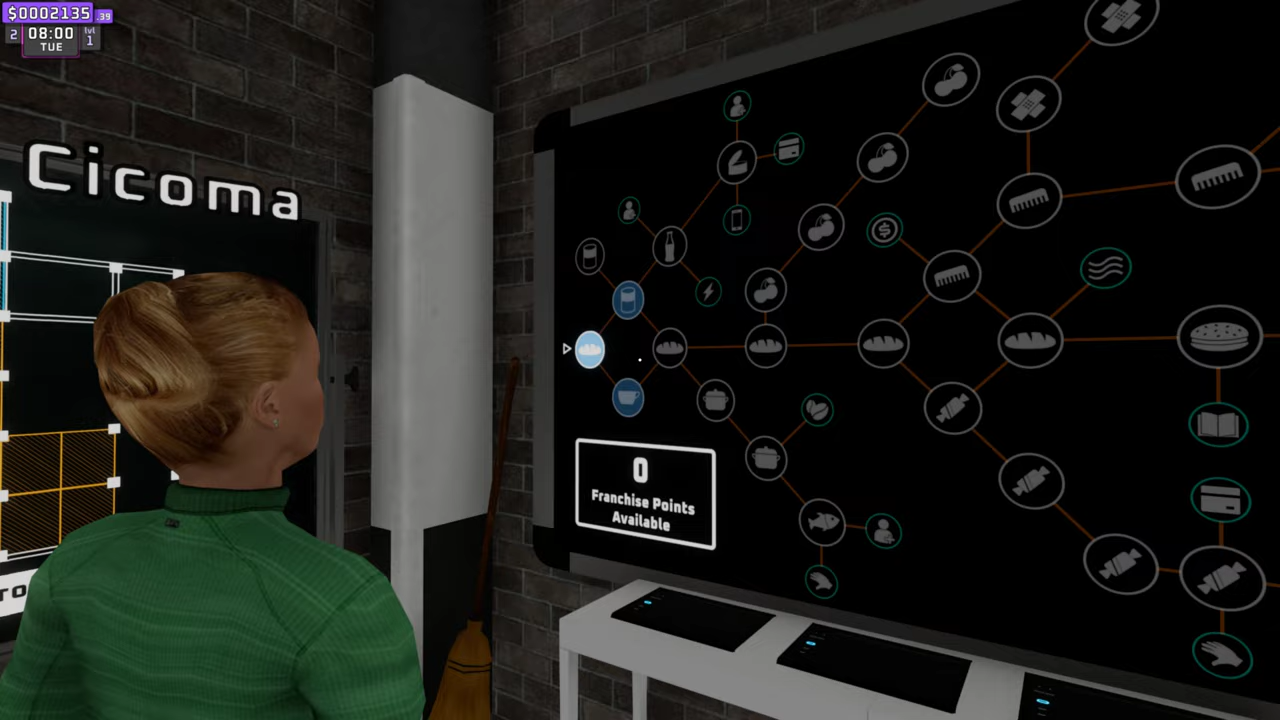 $0002135.39
2 08:00 lvl 1
TUE
Cicoma
0
Franchise Points
Available